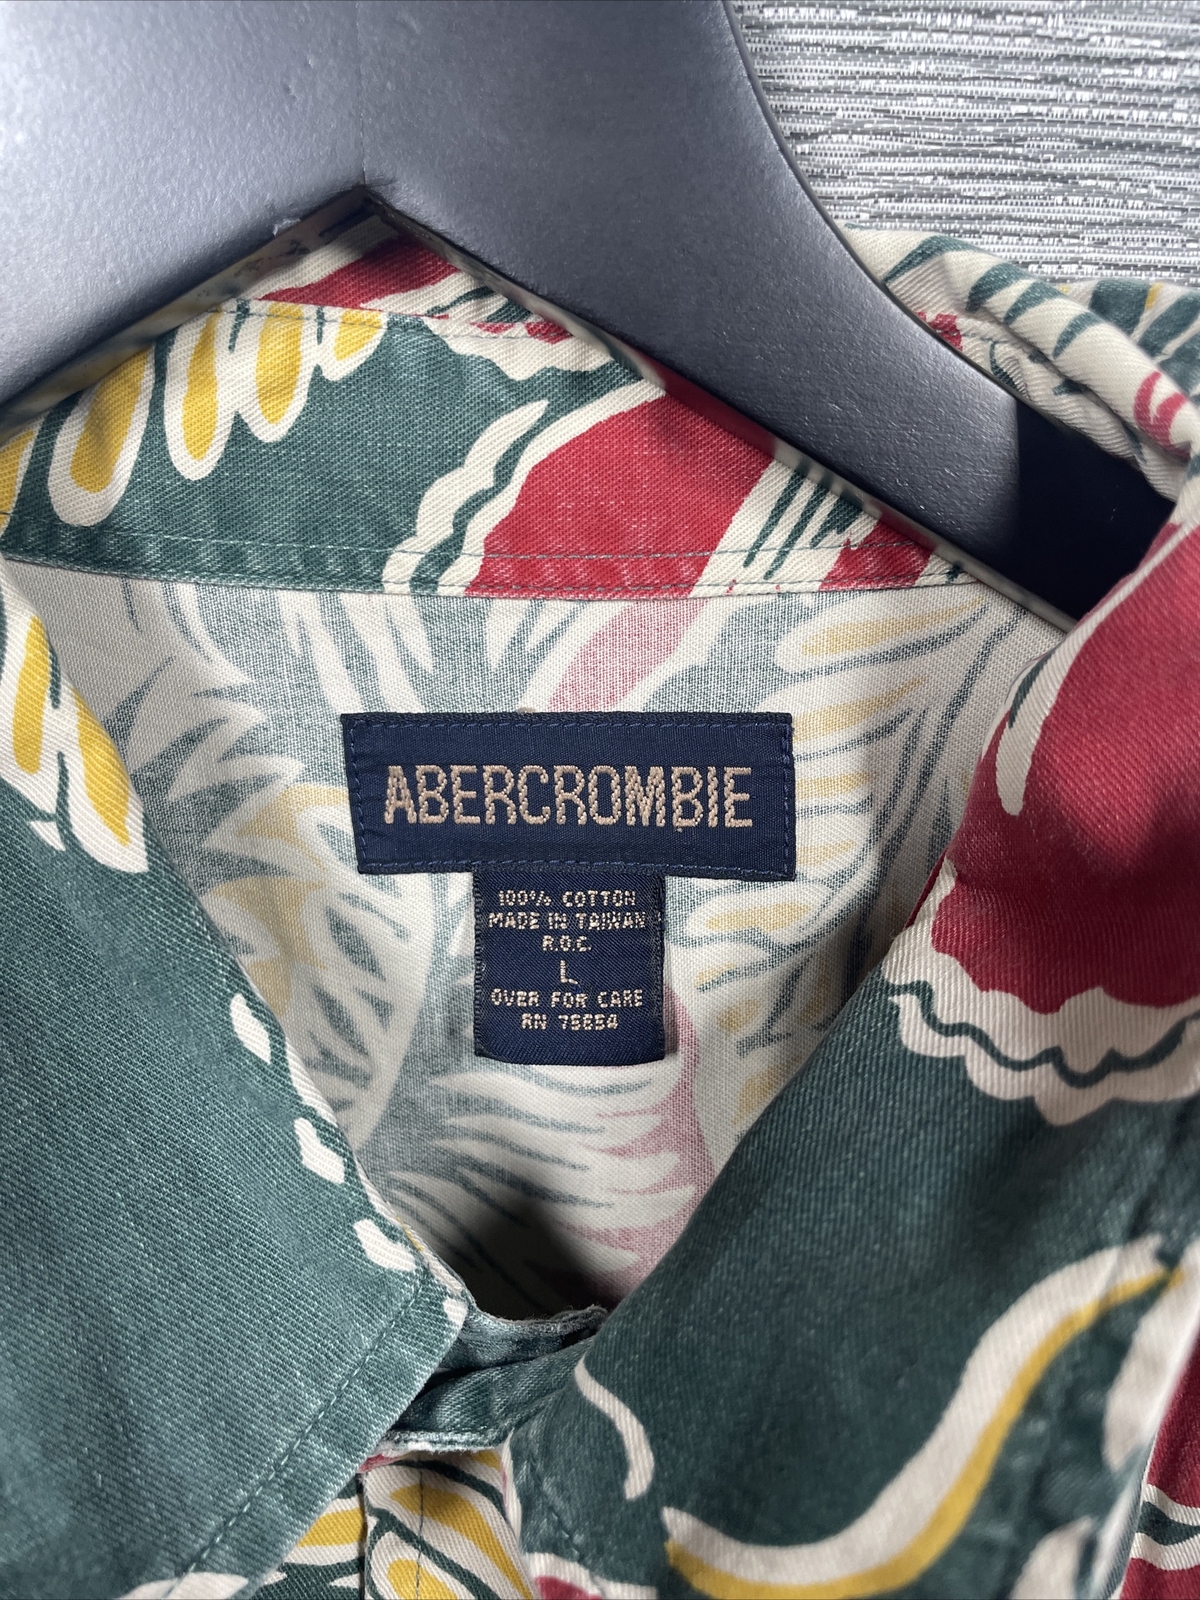 ABERCROMBIE
100% COTTON
MADE IN TAIWAN
R.O.C.
L
OVER FOR CARE
RN 75654